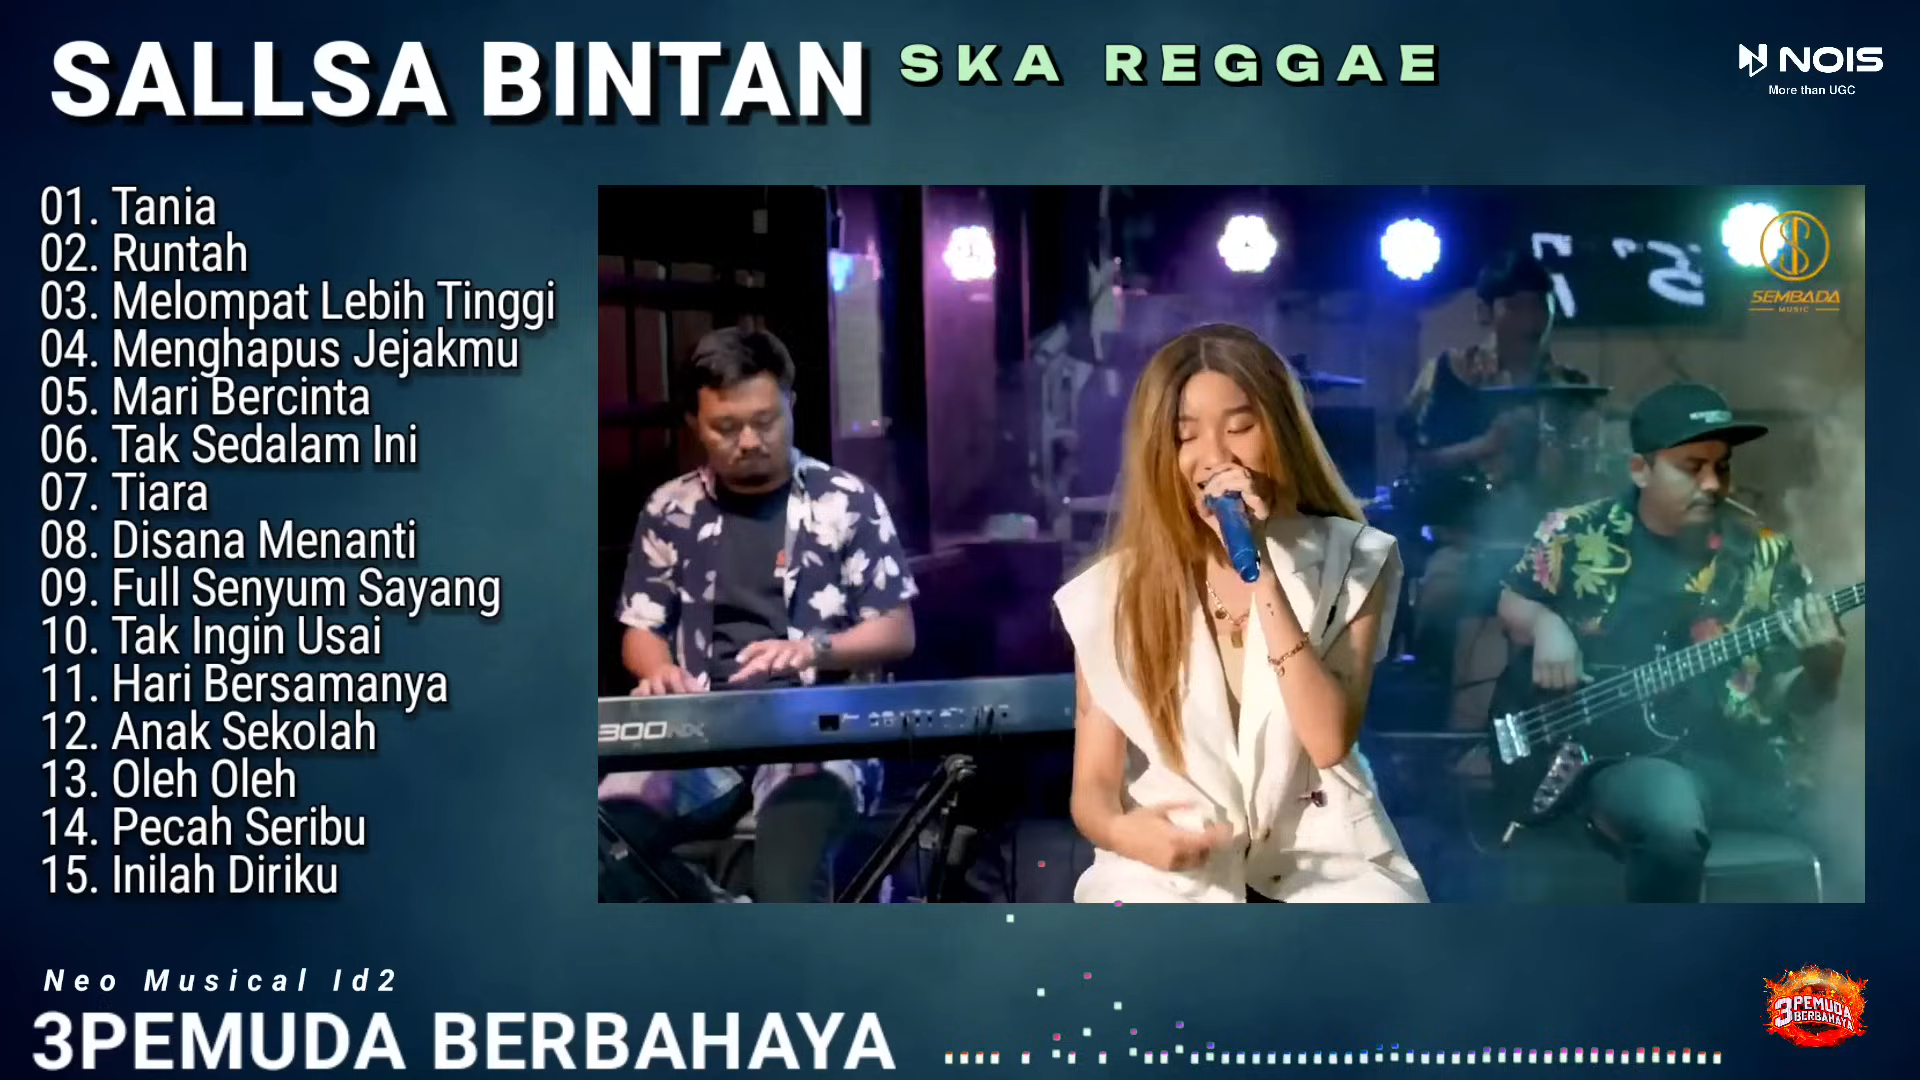 SALLSA BINTAN
SKA REGGAE
NOIS
More than UGC
01. Tania
02. Runtah
03. Melompat Lebih Tinggi
04. Menghapus Jejakmu
05. Mari Bercinta
06. Tak Sedalam Ini
07. Tiara
08. Disana Menanti
09. Full Senyum Sayang
10. Tak Ingin Usai
11. Hari Bersamanya
12. Anak Sekolah
13. Oleh Oleh
14. Pecah Seribu
15. Inilah Diriku
SEMBADA
MUSIC
300NX
Neo Musical Id2
3PEMUDA BERBAHAYA
3PEMUDA
BERBAHAYA